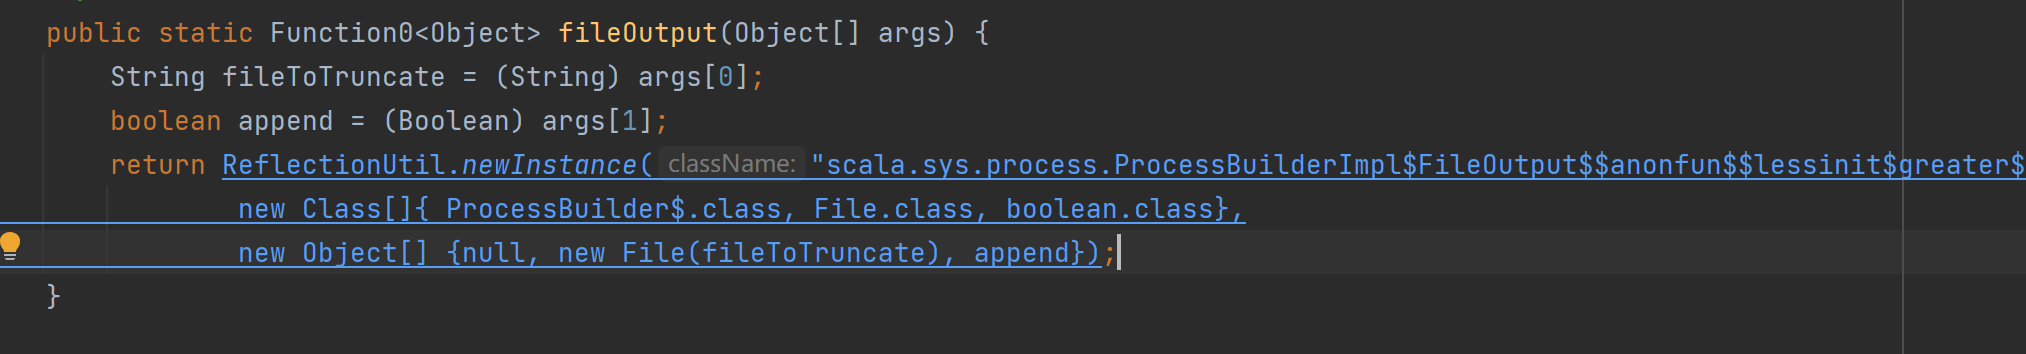 public static Function0<Object> fileOutput(Object[] args) {
String fileToTruncate = (String) args[0];
boolean append = (Boolean) args[1];
return ReflectionUtil.newInstance( className: "scala.sys.process.ProcessBuilderImpl$FileOutput$$anonfun$$lessinit$greater$
new Class[]{ ProcessBuilder$.class, File.class, boolean.class},
new Object[] {null, new File(fileToTruncate), append});
}